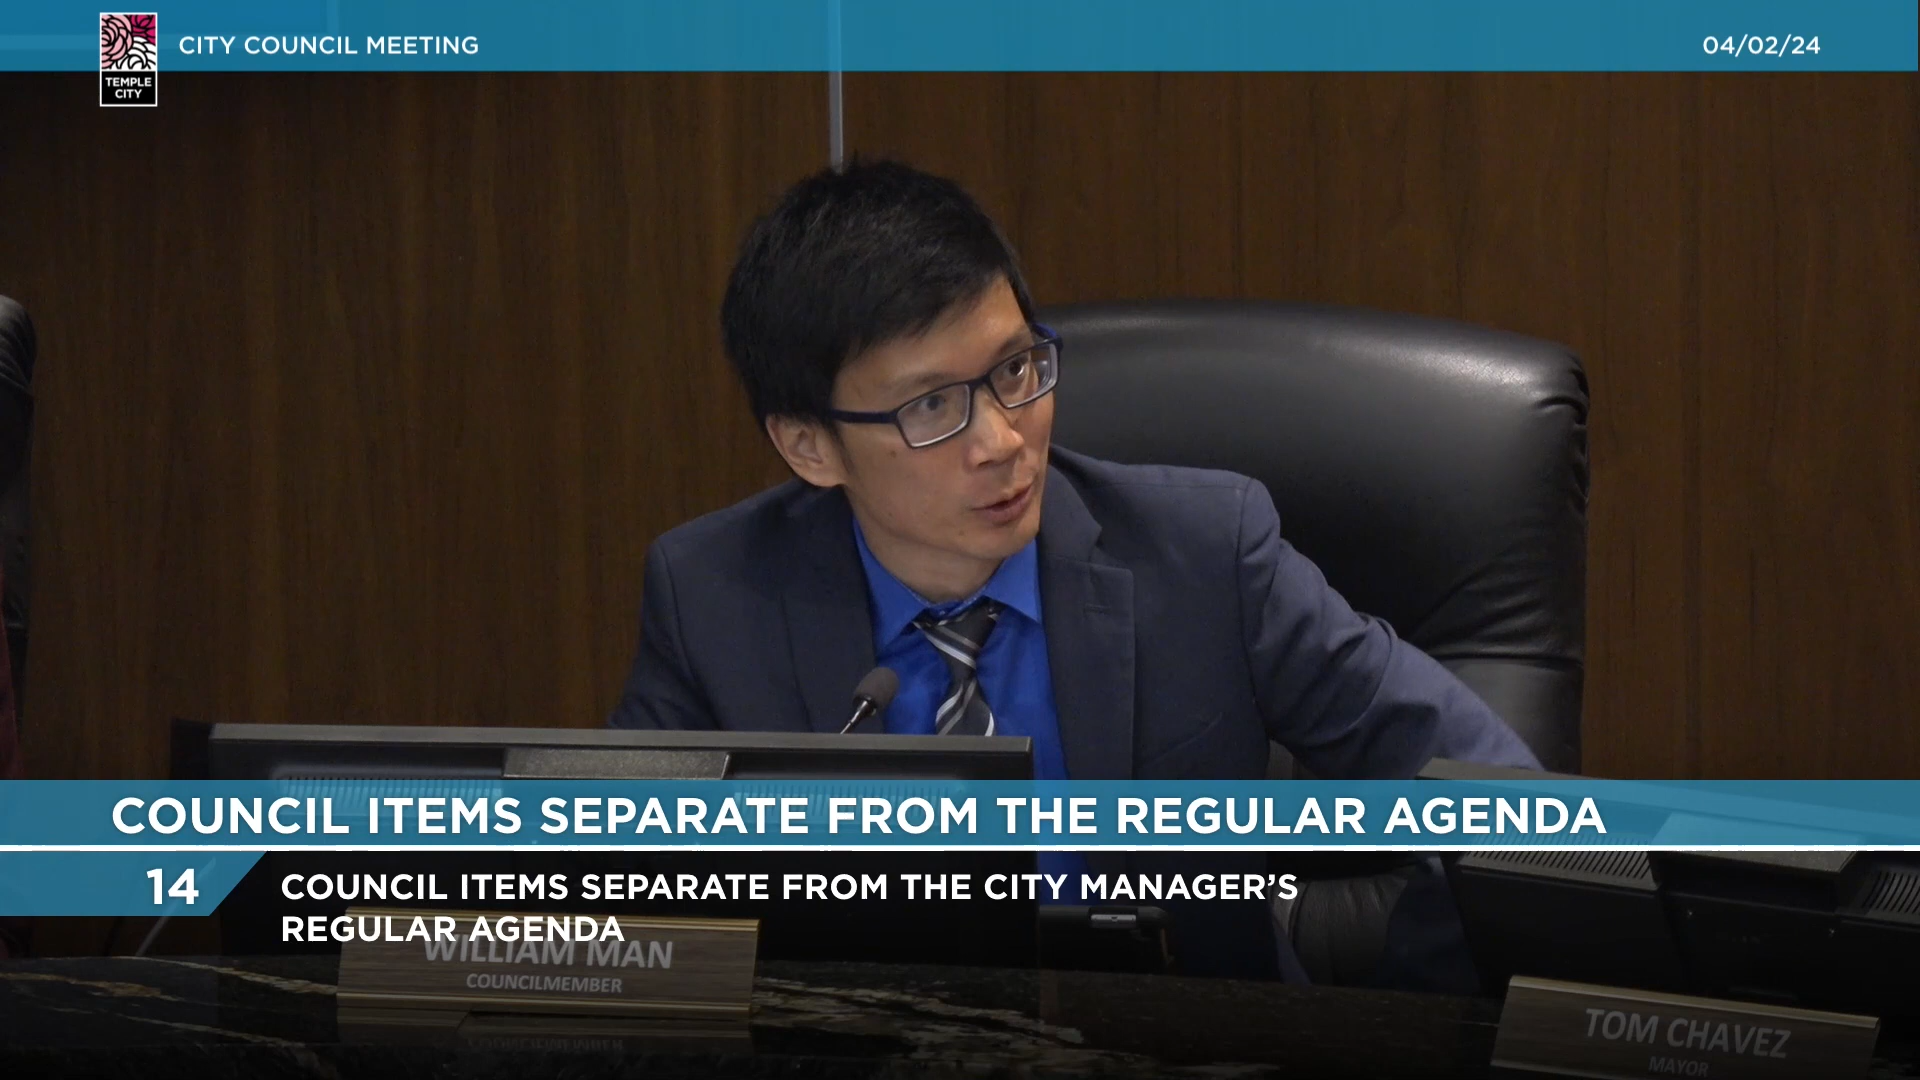 CITY COUNCIL MEETING
04/02/24
TEMPLE
CITY
COUNCIL ITEMS SEPARATE FROM THE REGULAR AGENDA
14
COUNCIL ITEMS SEPARATE FROM THE CITY MANAGER’S
REGULAR AGENDA
WILLIAM MAN
COUNCILMEMBER
TOM CHAVEZ
MAYOR